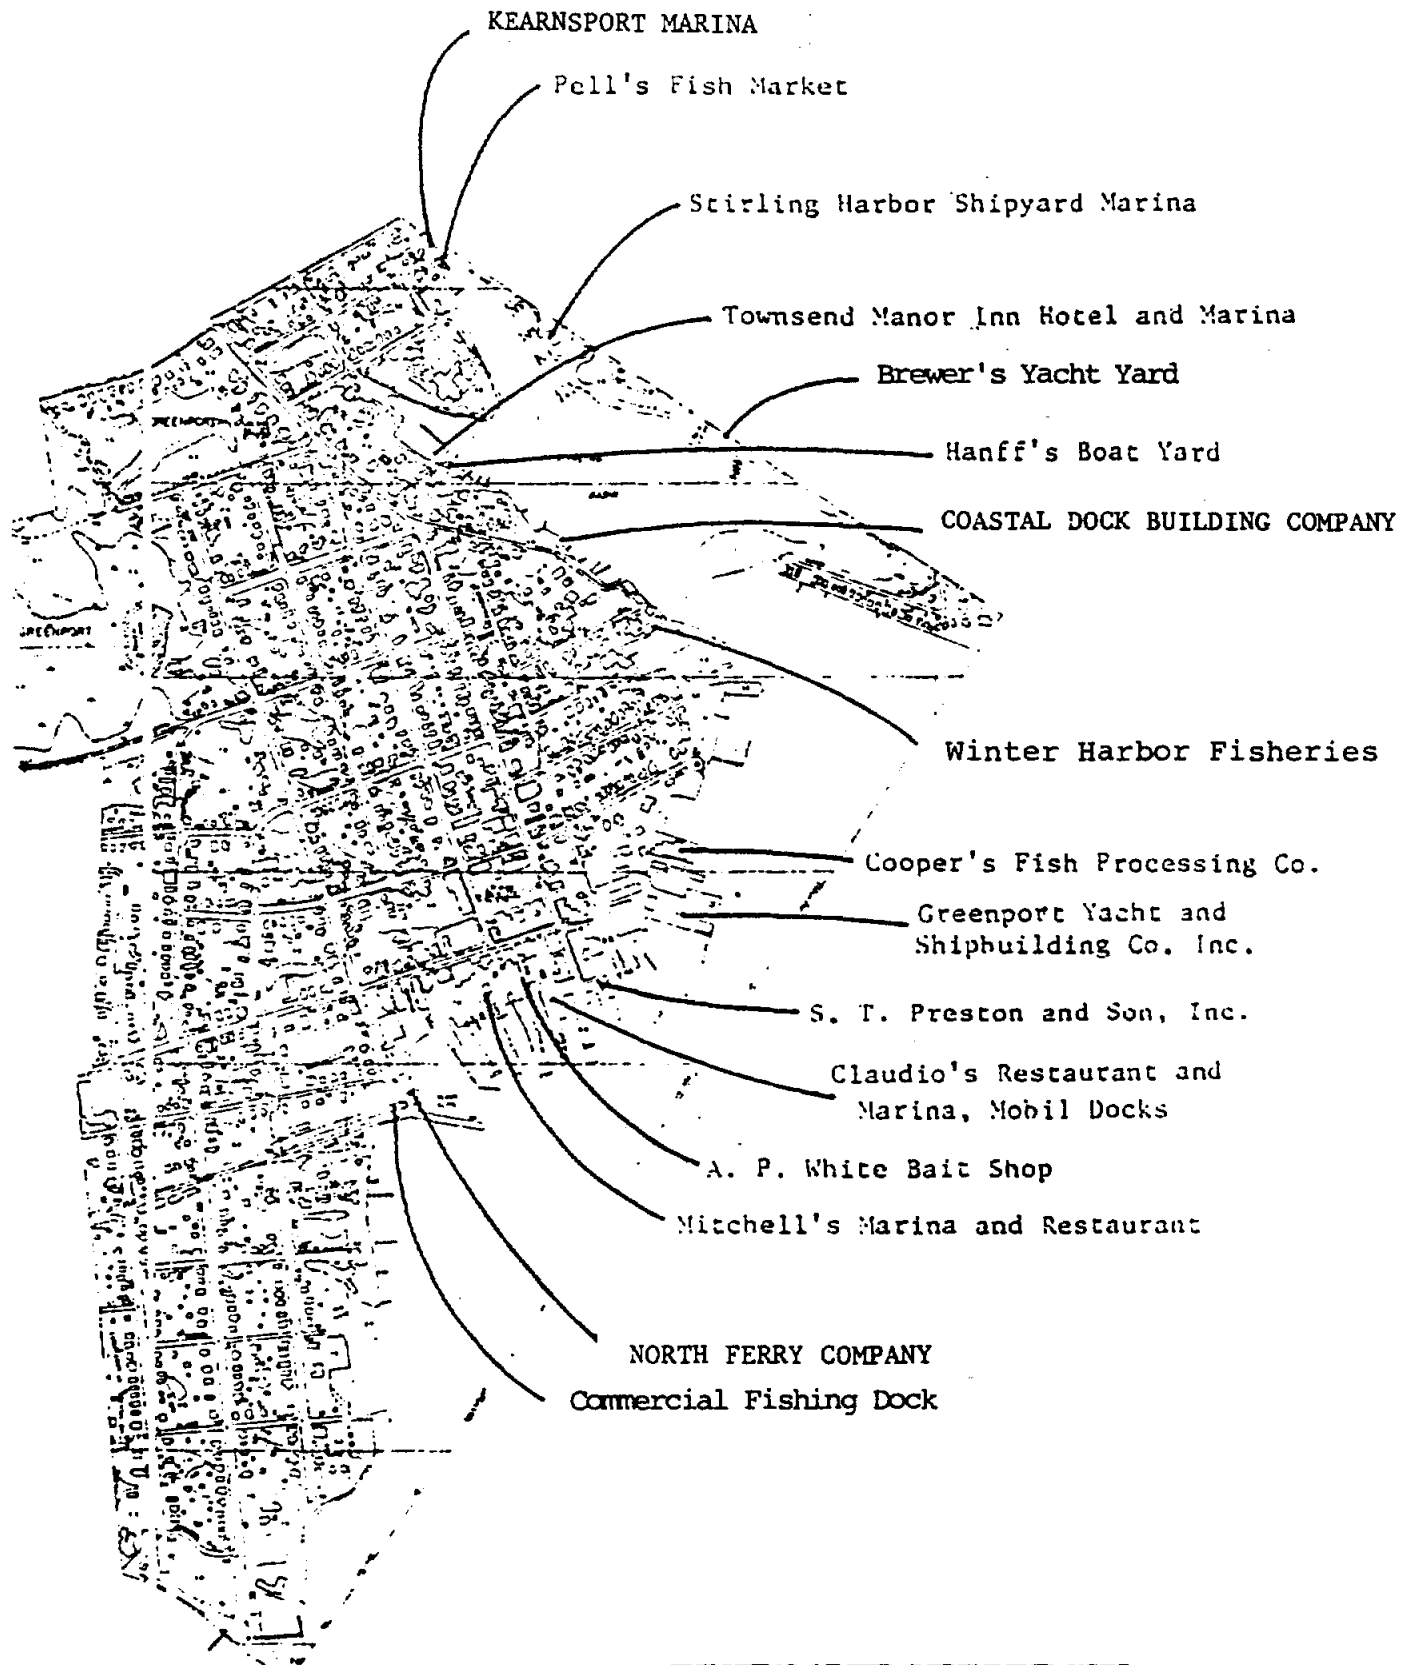 KEARNSPORT MARINA
Pell's Fish Market
Stirling Harbor Shipyard Marina
Townsend Manor Inn Hotel and Marina
Brewer's Yacht Yard
GREENPORT
Hanff's Boat Yard
BASIN
COASTAL DOCK BUILDING COMPANY
GREENPORT
Winter Harbor Fisheries
Cooper's Fish Processing Co.
Greenport Yacht and
Shipbuilding Co. Inc.
S. T. Preston and Son, Inc.
Claudio's Restaurant and
Marina, Mobil Docks
A. P. White Bait Shop
Mitchell's Marina and Restaurant
NORTH FERRY COMPANY
Commercial Fishing Dock